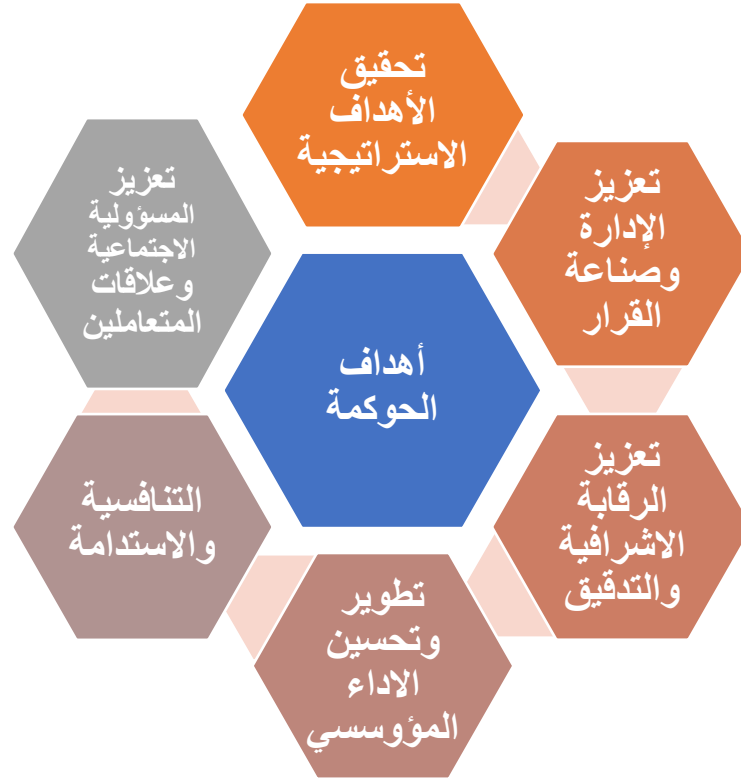 تحقيق
الأهداف
الاستراتيجية
تعزيز
الإدارة
وصناعة
القرار
تعزيز
الرقابة
الاشرافية
والتدقيق
تطوير
وتحسين
الاداء
المؤوسسي
التنافسية
والاستدامة
تعزيز
المسؤولية
الاجتماعية
وعلاقات
المتعاملين
أهداف
الحوكمة